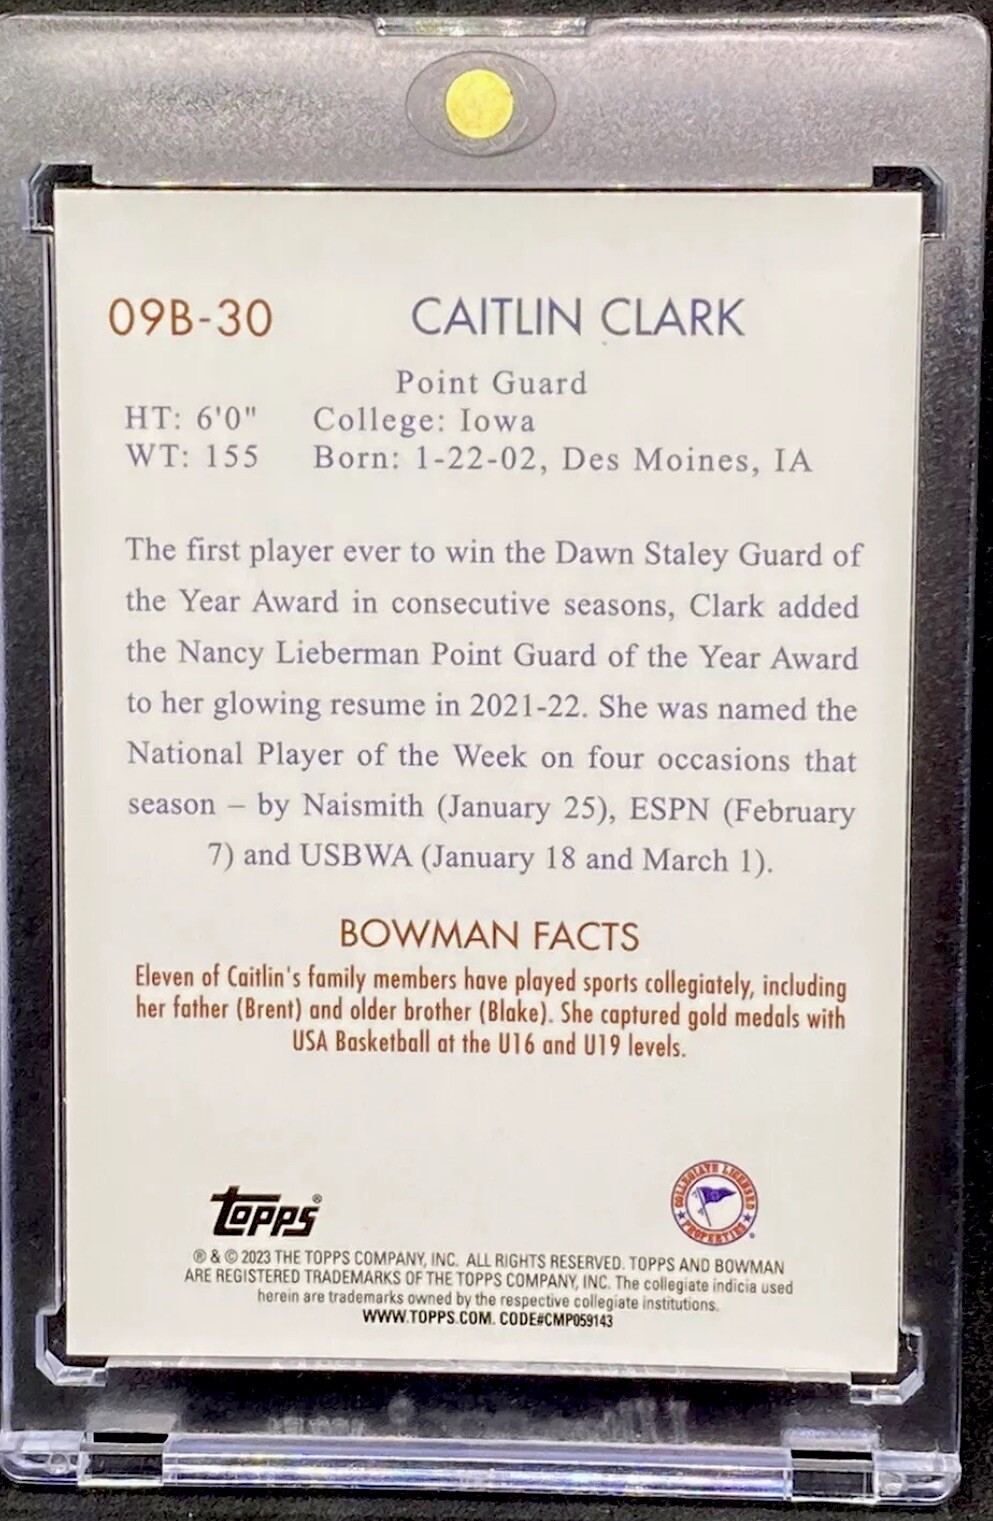 09B-30 CAITLIN CLARK
Point Guard
HT: 6'0" College: Iowa
WT: 155 Born: 1-22-02, Des Moines, IA
The first player ever to win the Dawn Staley Guard of
the Year Award in consecutive seasons, Clark added
the Nancy Lieberman Point Guard of the Year Award
to her glowing resume in 2021-22. She was named the
National Player of the Week on four occasions that
season – by Naismith (January 25), ESPN (February
7) and USBWA (January 18 and March 1).
BOWMAN FACTS
Eleven of Caitlin's family members have played sports collegiately, including
her father (Brent) and older brother (Blake). She captured gold medals with
USA Basketball at the U16 and U19 levels.
topps®
COLLEGIATE LICENSED PROPERTIES
® & © 2023 THE TOPPS COMPANY, INC. ALL RIGHTS RESERVED. TOPPS AND BOWMAN
ARE REGISTERED TRADEMARKS OF THE TOPPS COMPANY, INC. The collegiate indicia used
herein are trademarks owned by the respective collegiate institutions.
WWW.TOPPS.COM. CODE#CMP059143